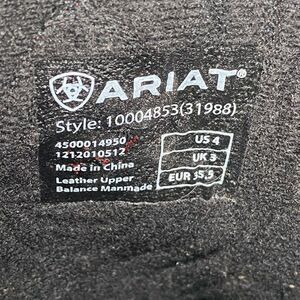 ARIAT®
Style: 10004853(31988)
4500014950
1212010512
Made in China
Leather Upper
Balance Manmade
US 4
UK 3
EUR 35.5